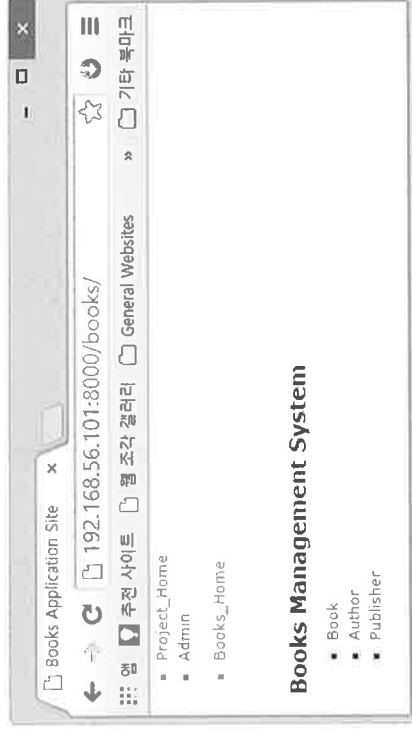 Books Application Site
192.168.56.101:8000/books/
앱 추천 사이트 웹 조각 갤러리 General Websites » 기타 북마크
Project_Home
Admin
Books_Home
Books Management System
Book
Author
Publisher